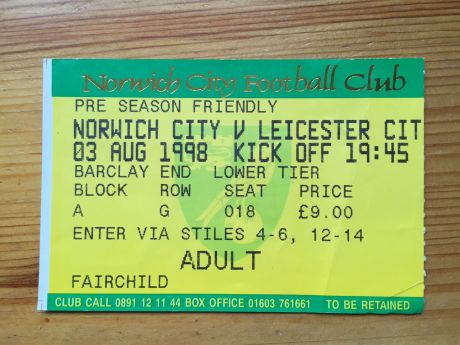 Norwich City Football Club
PRE SEASON FRIENDLY
NORWICH CITY V LEICESTER CIT
03 AUG 1998 KICK OFF 19:45
BARCLAY END LOWER TIER
BLOCK ROW SEAT PRICE
A G 018 £9.00
ENTER VIA STILES 4-6, 12-14
ADULT
FAIRCHILD
CLUB CALL 0891 12 11 44 BOX OFFICE 01603 761661 TO BE RETAINED